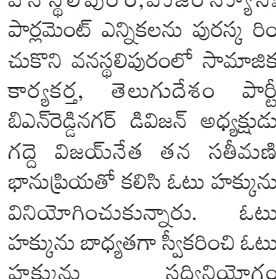 పార్లమెంట్ ఎన్నికలను పురస్క రిం
చుకొని వనస్థలిపురంలో సామాజిక
కార్యకర్త, తెలుగుదేశం పార్టీ
బిఎన్‌రెడ్డినగర్ డివిజన్ అధ్యక్షుడు
గద్దె విజయ్‌నేత తన సతీమణి
భానుప్రియతో కలిసి ఓటు హక్కును
వినియోగించుకున్నారు. ఓటు
హక్కును బాధ్యతగా స్వీకరించి ఓటు
హక్కును సద్వినియోగం